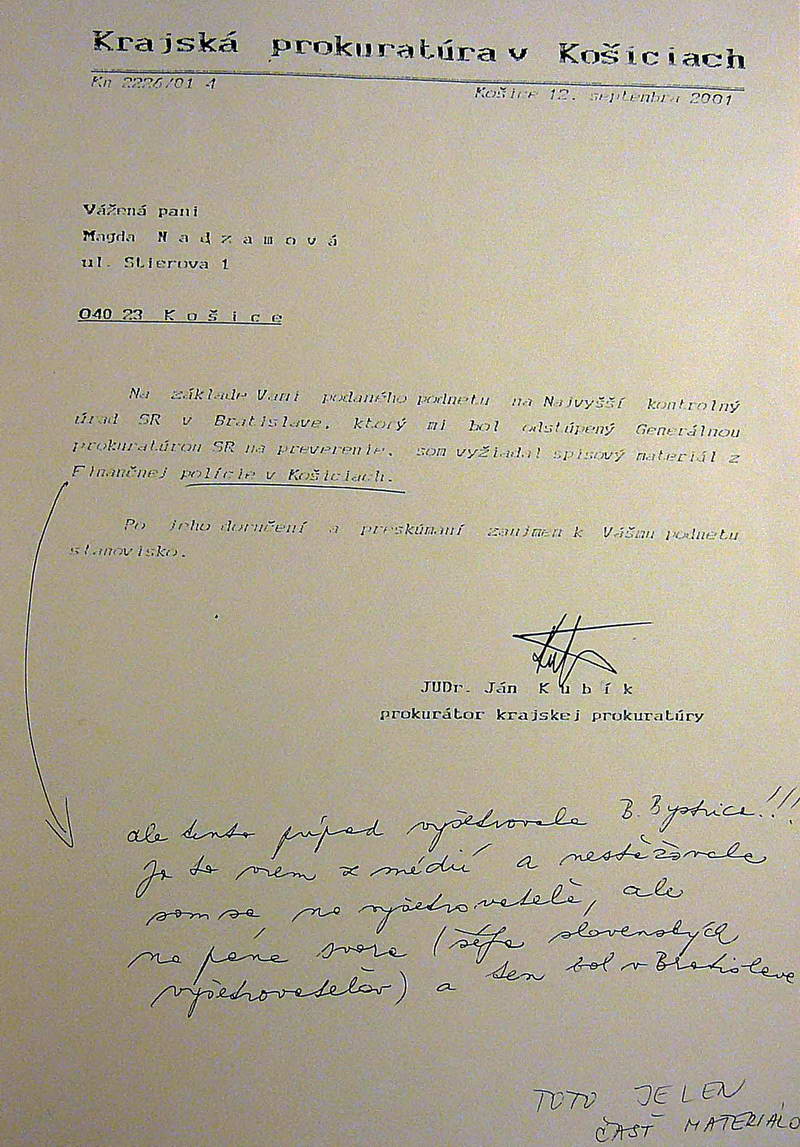 Krajská prokuratúra v Košiciach
Kn 2226/01 4
Košice 12. septembra 2001
Vážená pani
Magda N a d z a m o v á
ul. Stierova 1
040 23 K o š i c e
Na základe Vami podaného podnetu na Najvyšší kontrolný
úrad SR v Bratislave, ktorý mi bol odstúpený Generálnou
prokuratúrou SR na preverenie, som vyžiadal spisový materiál z
Finančnej polície v Košiciach.
Po jeho doručení a preskúmaní zaujmem k Vášmu podnetu
stanovisko.
JUDr. Ján K u b í k
prokurátor krajskej prokuratúry
ale tento prípad vyšetrovala B. Bystrica!!!
Je to viem z médií a nesťažovala
som sa na vyšetrovateľa, ale
na pána (šéfa slovenských
vyšetrovateľov) a ten bol v Bratislave
TOTO JE LEN
ČASŤ MATERIÁLO